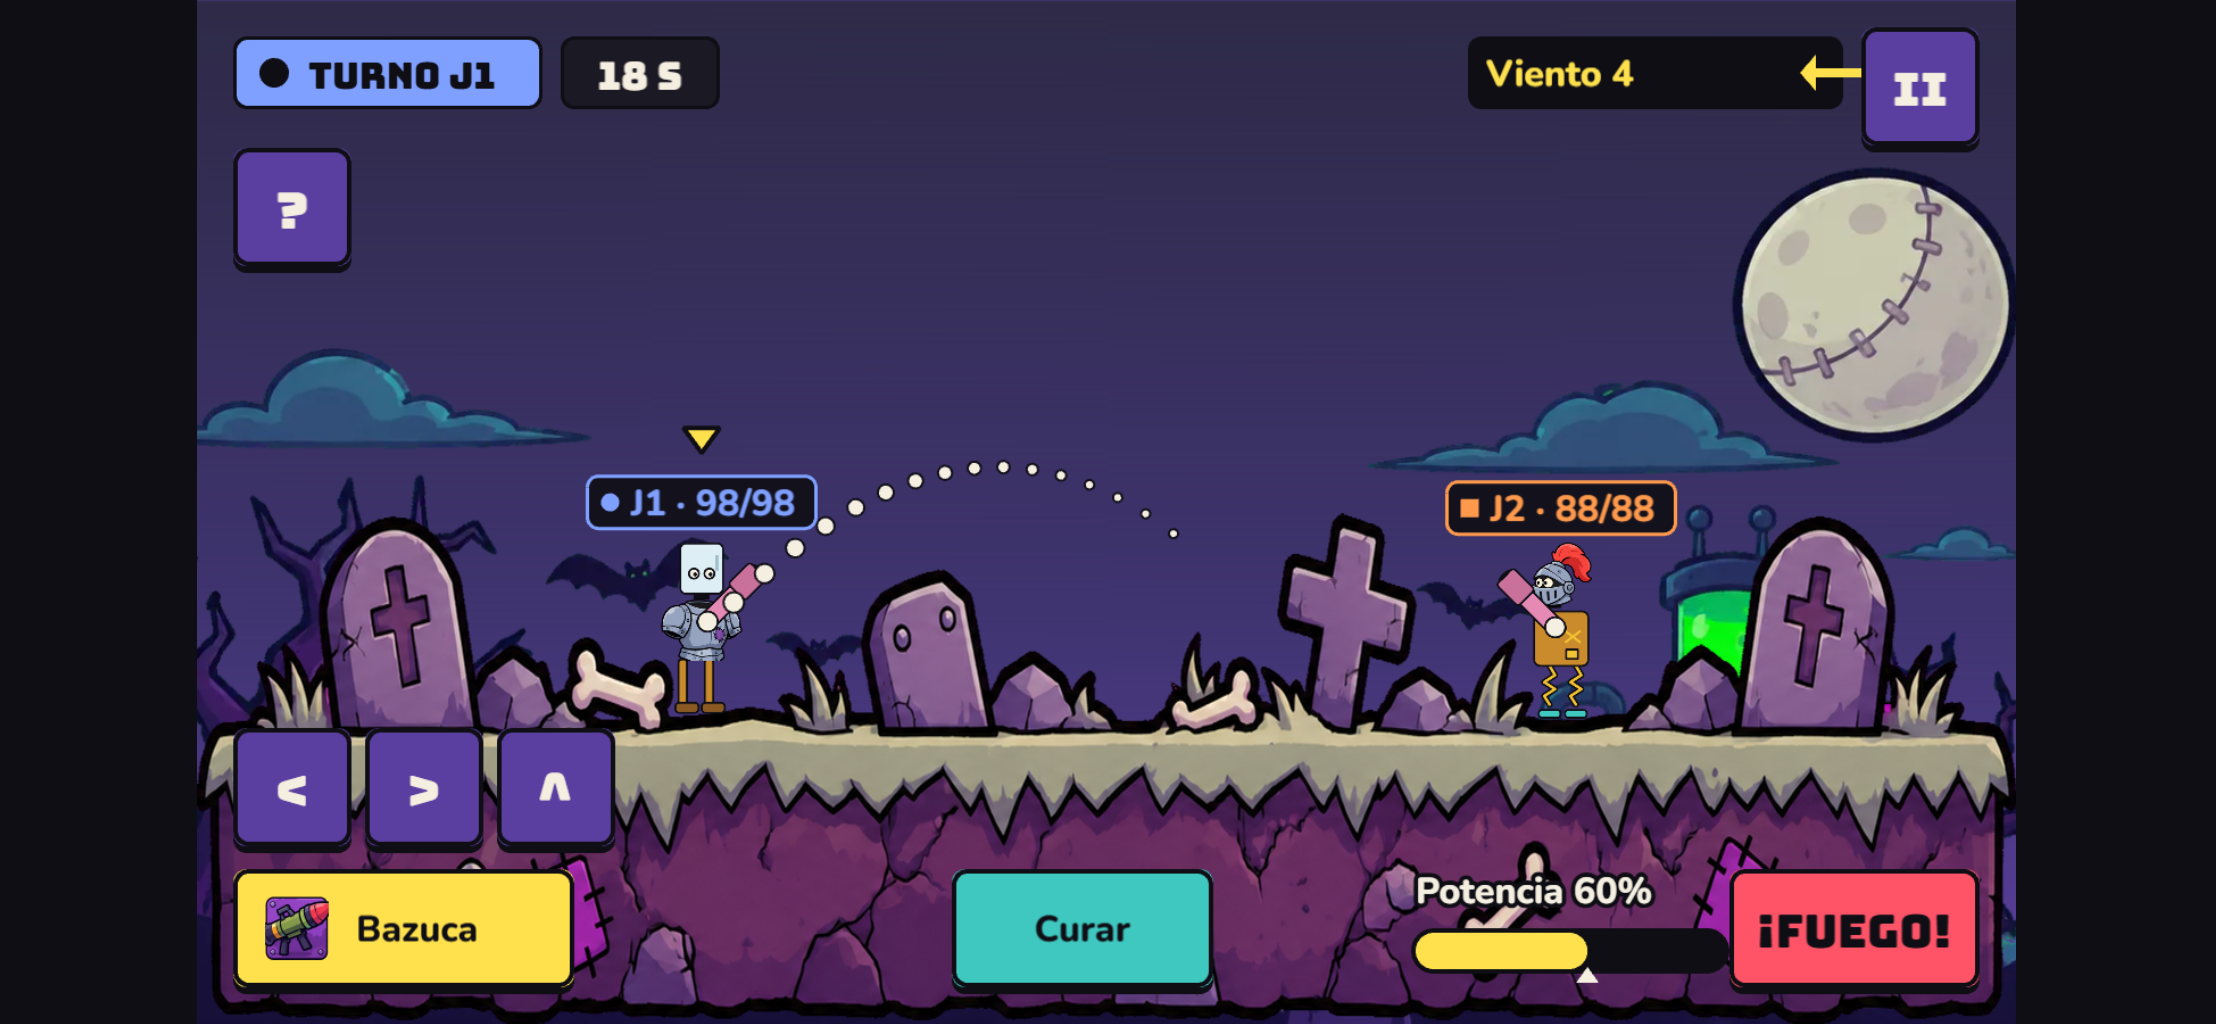 TURNO J1
18 S
Viento 4
II
?
J1 · 98/98
J2 · 88/88
< > ^
Bazuca
Curar
Potencia 60%
¡FUEGO!